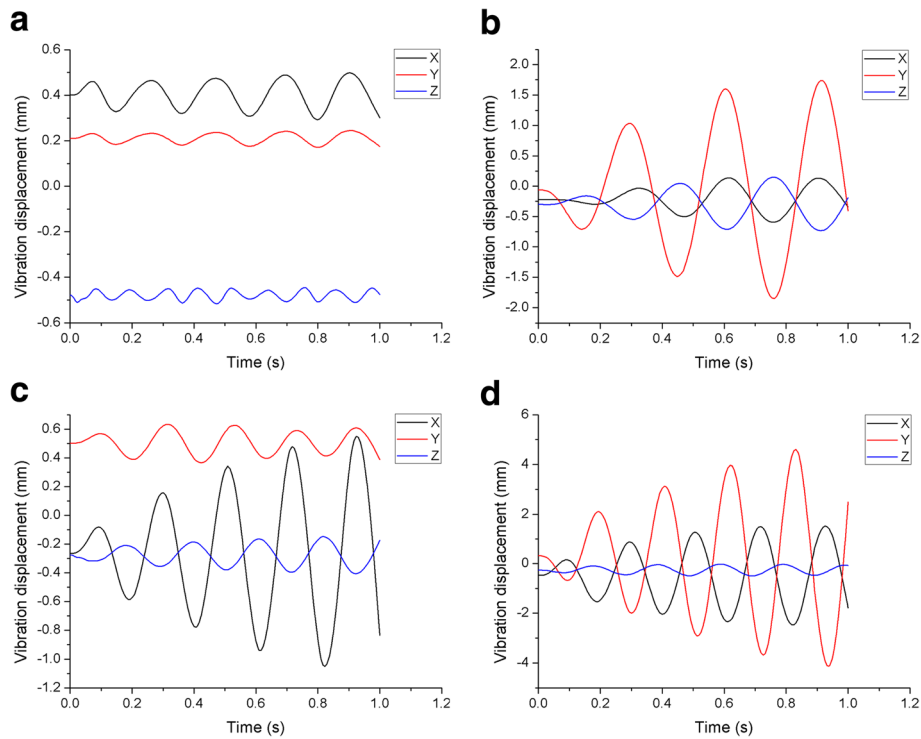 a
Vibration displacement (mm)
0.6
0.4
0.2
0.0
-0.2
-0.4
-0.6
0.0 0.2 0.4 0.6 0.8 1.0 1.2
Time (s)
X
Y
Z
b
Vibration displacement (mm)
2.0
1.5
1.0
0.5
0.0
-0.5
-1.0
-1.5
-2.0
0.0 0.2 0.4 0.6 0.8 1.0 1.2
Time (s)
X
Y
Z
c
Vibration displacement (mm)
0.6
0.4
0.2
0.0
-0.2
-0.4
-0.6
-0.8
-1.0
-1.2
0.0 0.2 0.4 0.6 0.8 1.0 1.2
Time (s)
X
Y
Z
d
Vibration displacement (mm)
6
4
2
0
-2
-4
0.0 0.2 0.4 0.6 0.8 1.0 1.2
Time (s)
X
Y
Z